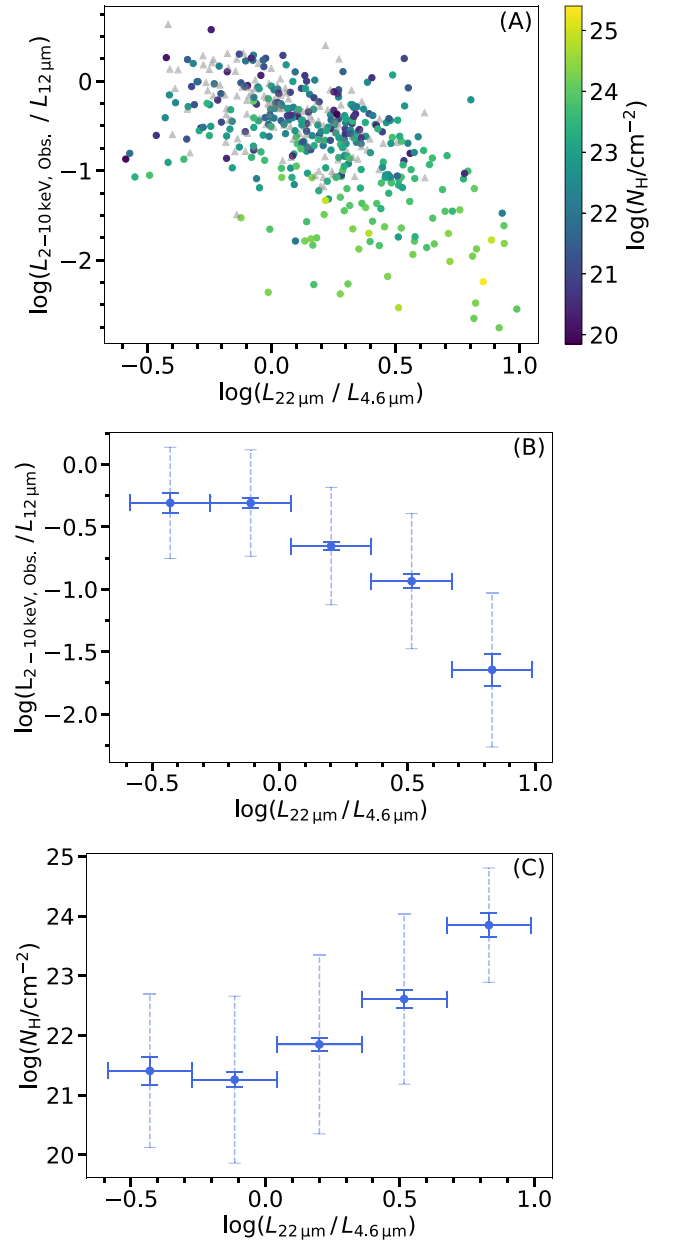 (A)
log(L2−10 keV, Obs. / L12 μm)
0
−1
−2
−0.5 0.0 0.5 1.0
log(L22 μm / L4.6 μm)
25
24
23
22
21
20
log(NH/cm−2)
(B)
log(L2−10 keV, Obs. / L12 μm)
0.0
−0.5
−1.0
−1.5
−2.0
−0.5 0.0 0.5 1.0
log(L22 μm / L4.6 μm)
(C)
log(NH/cm−2)
25
24
23
22
21
20
−0.5 0.0 0.5 1.0
log(L22 μm / L4.6 μm)